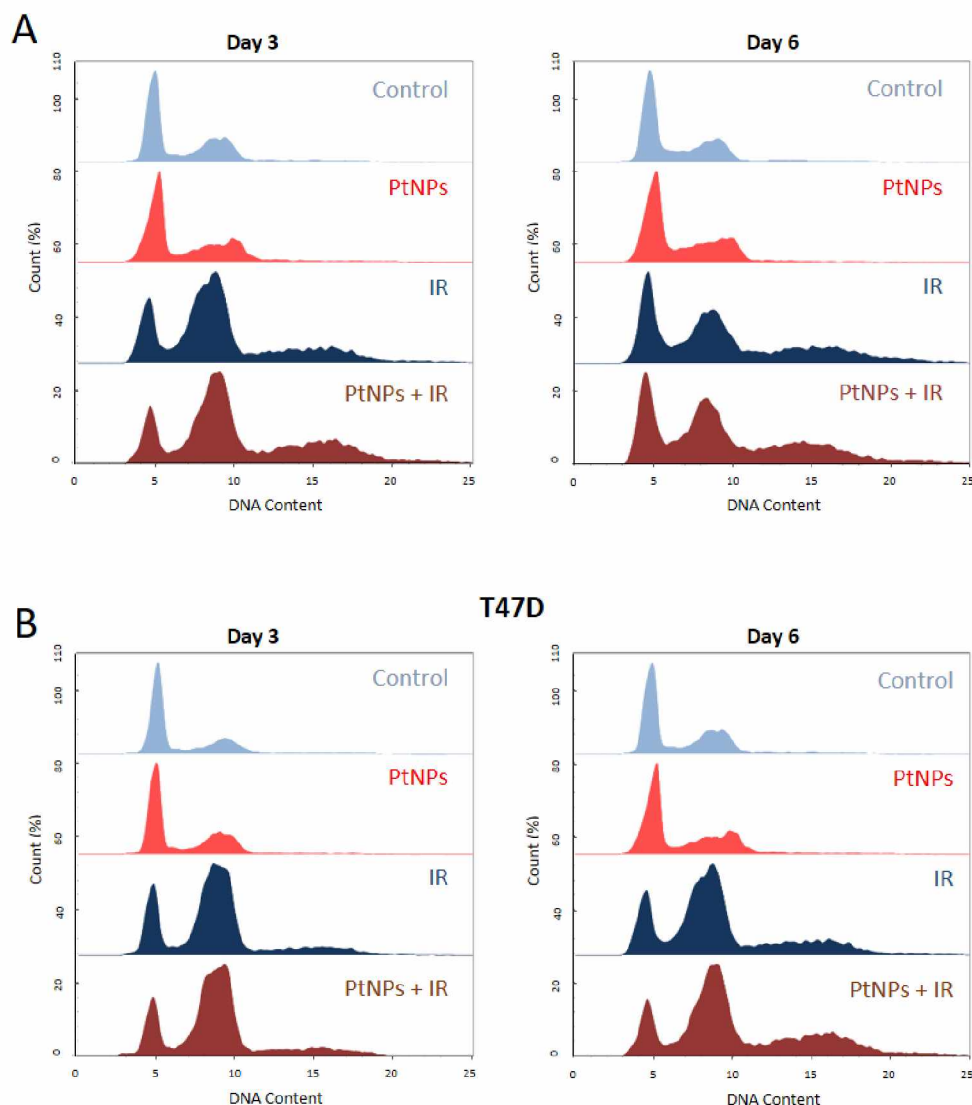 A
Day 3
110
100
80
60
40
20
0
Count (%)
Control
PtNPs
IR
PtNPs + IR
0 5 10 15 20 25
DNA Content
Day 6
110
100
80
60
40
20
0
Count (%)
Control
PtNPs
IR
PtNPs + IR
0 5 10 15 20 25
DNA Content
T47D
B
Day 3
110
100
80
60
40
20
0
Count (%)
Control
PtNPs
IR
PtNPs + IR
0 5 10 15 20 25
DNA Content
Day 6
110
100
80
60
40
20
0
Count (%)
Control
PtNPs
IR
PtNPs + IR
0 5 10 15 20 25
DNA Content